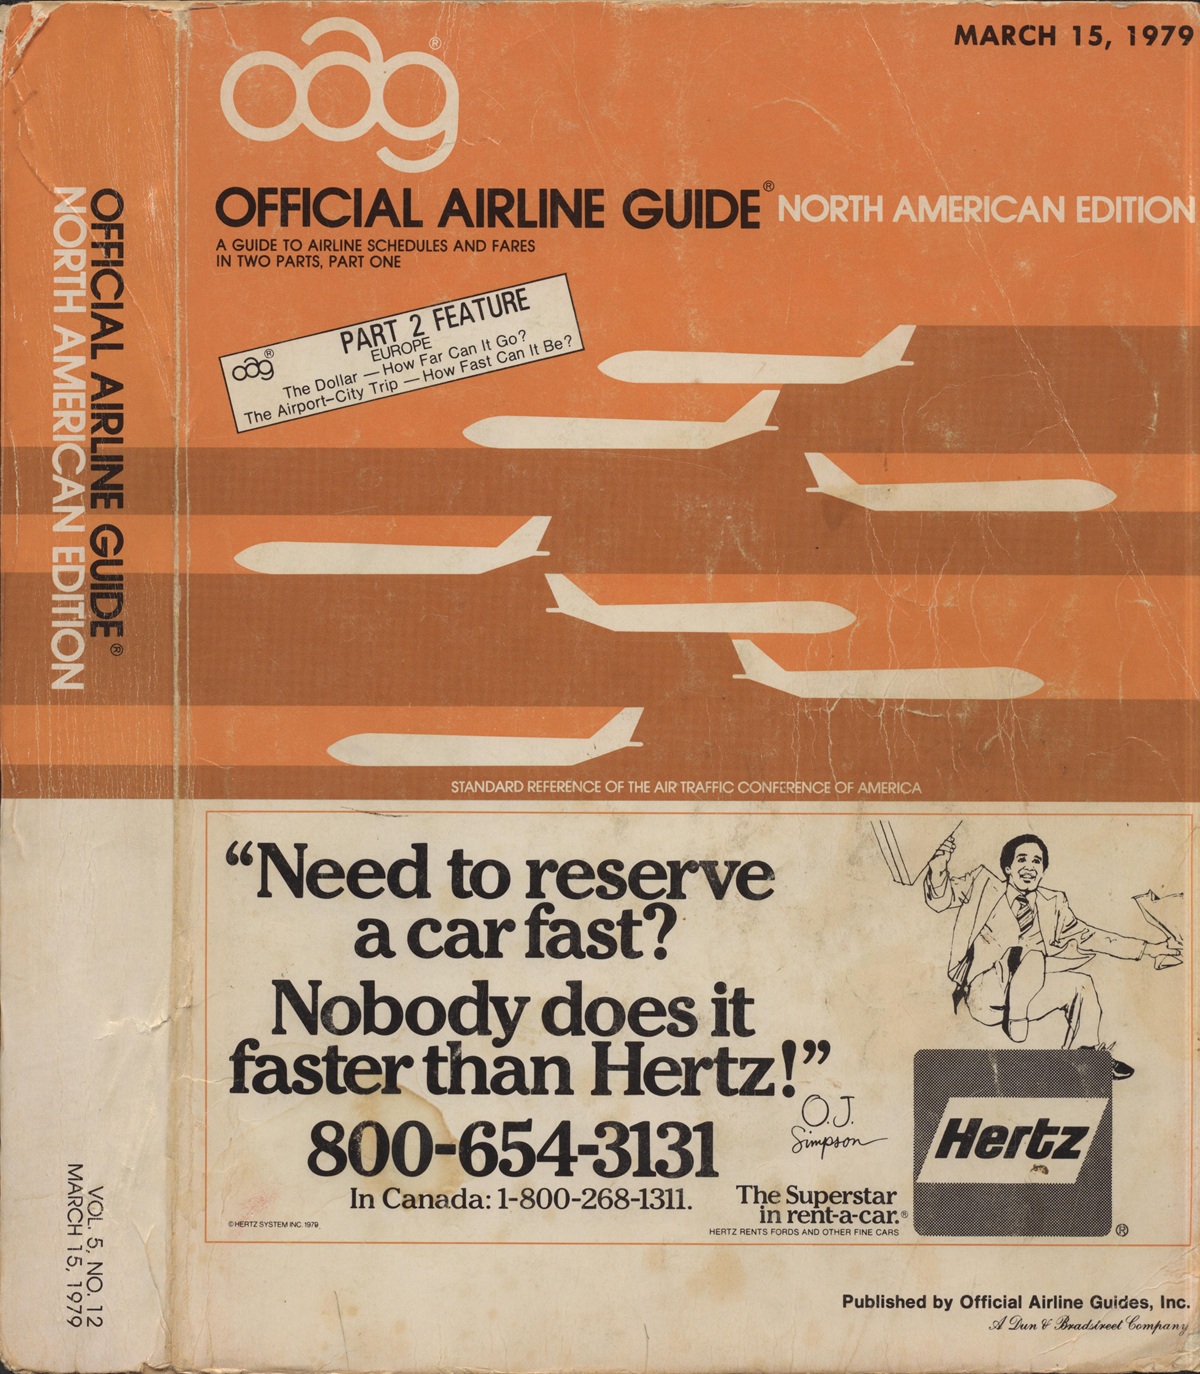 MARCH 15, 1979
oag®
OFFICIAL AIRLINE GUIDE® NORTH AMERICAN EDITION
A GUIDE TO AIRLINE SCHEDULES AND FARES
IN TWO PARTS, PART ONE
PART 2 FEATURE
oag®
EUROPE
The Dollar — How Far Can It Go?
The Airport–City Trip — How Fast Can It Be?
STANDARD REFERENCE OF THE AIR TRAFFIC CONFERENCE OF AMERICA
“Need to reserve
a car fast?
Nobody does it
faster than Hertz!”
O.J.
Simpson
800-654-3131
In Canada: 1-800-268-1311.
The Superstar
in rent-a-car.®
HERTZ RENTS FORDS AND OTHER FINE CARS
© HERTZ SYSTEM INC. 1979
Hertz
®
Published by Official Airline Guides, Inc.
A Dun & Bradstreet Company
OFFICIAL AIRLINE GUIDE®
NORTH AMERICAN EDITION
VOL. 5, NO. 12
MARCH 15, 1979